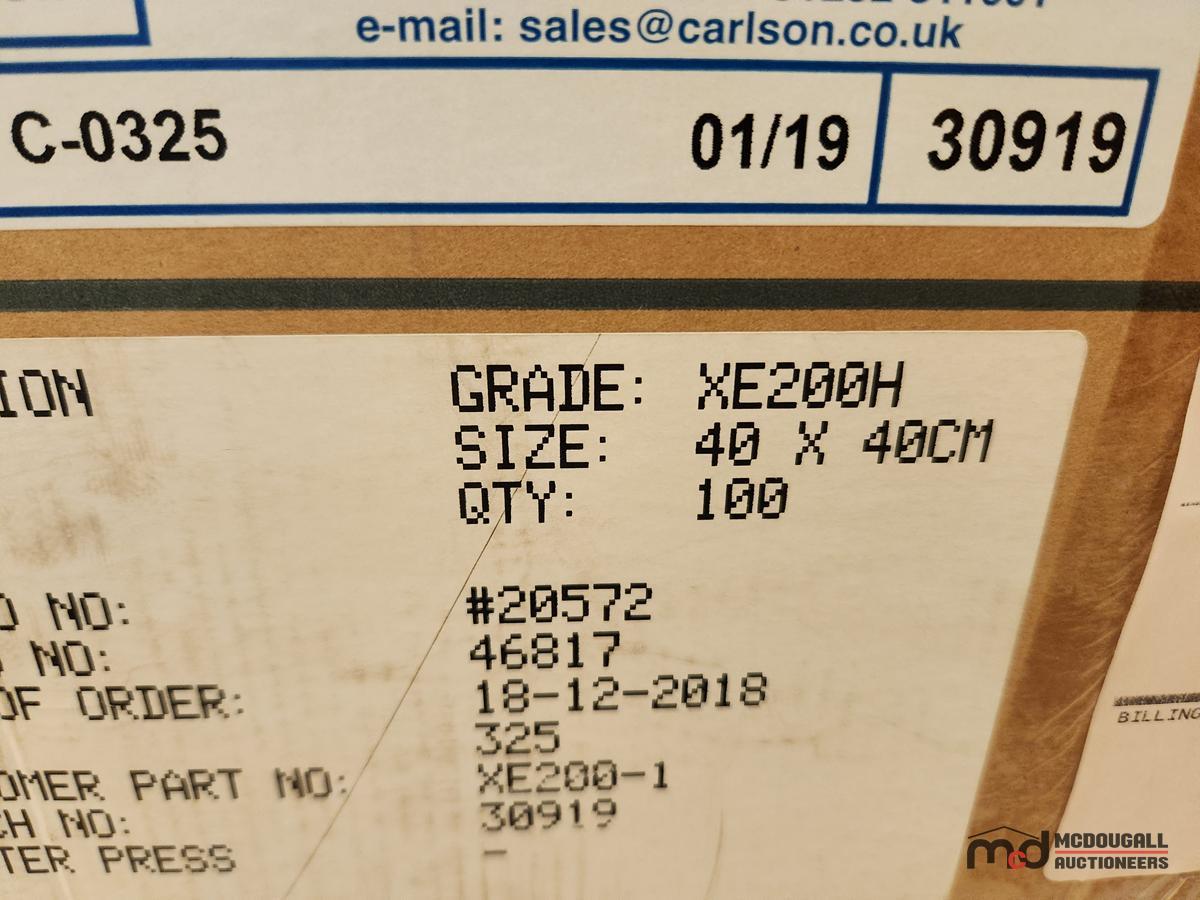 e-mail: sales@carlson.co.uk
C-0325 01/19 30919
ION GRADE: XE200H
SIZE: 40 X 40CM
QTY: 100
O NO: #20572
NO: 46817
OF ORDER: 18-12-2018
325
OMER PART NO: XE200-1
CH NO: 30919
TER PRESS -
BILLING
mcd MCDOUGALL
AUCTIONEERS